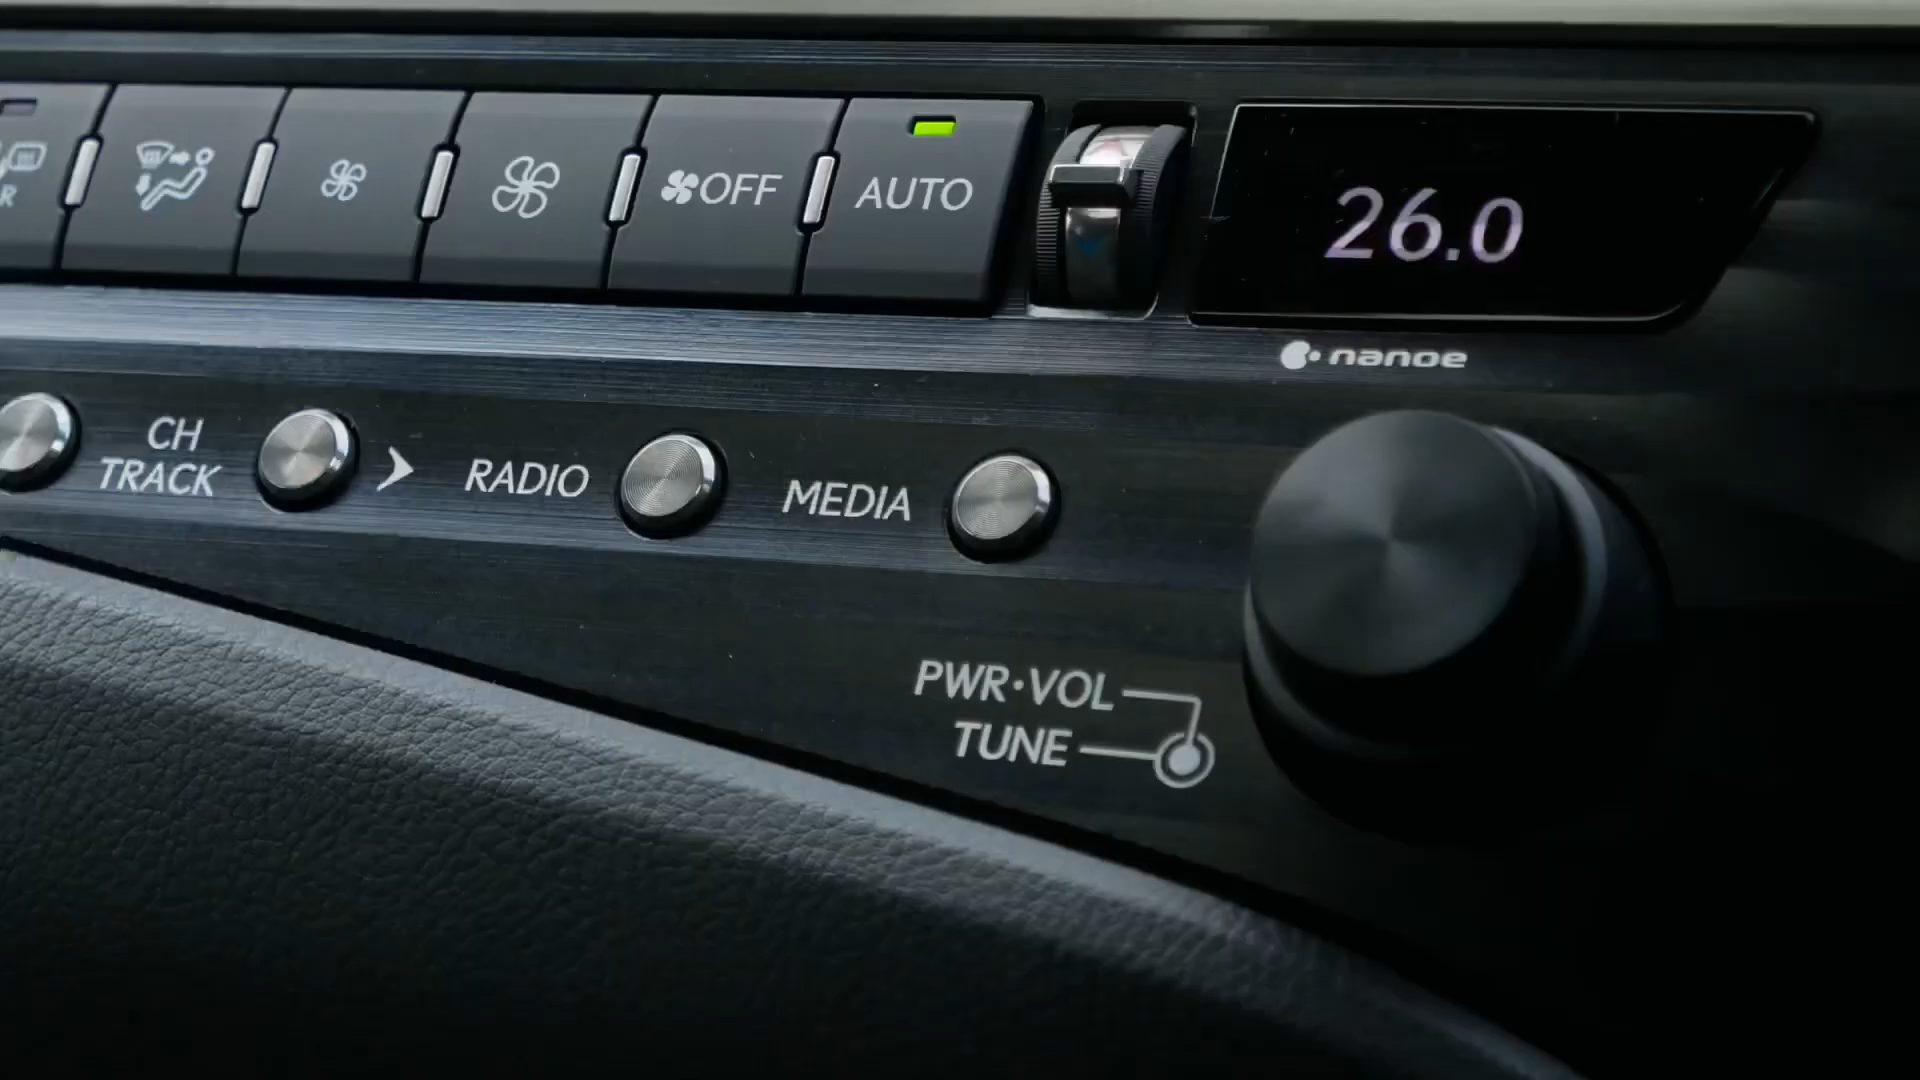 R
OFF
AUTO
26.0
nanoe
CH
TRACK
RADIO
MEDIA
PWR·VOL
TUNE